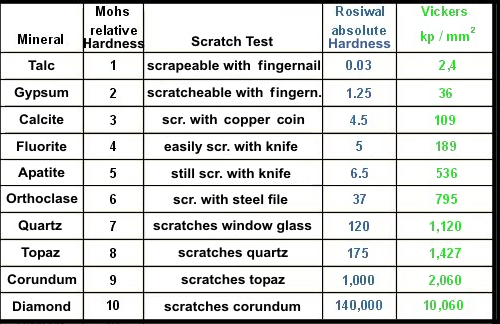 Mineral Mohs relative Hardness Scratch Test Rosiwal absolute Hardness Vickers kp / mm²
Talc 1 scrapeable with fingernail 0.03 2,4
Gypsum 2 scratcheable with fingern. 1.25 36
Calcite 3 scr. with copper coin 4.5 109
Fluorite 4 easily scr. with knife 5 189
Apatite 5 still scr. with knife 6.5 536
Orthoclase 6 scr. with steel file 37 795
Quartz 7 scratches window glass 120 1,120
Topaz 8 scratches quartz 175 1,427
Corundum 9 scratches topaz 1,000 2,060
Diamond 10 scratches corundum 140,000 10,060